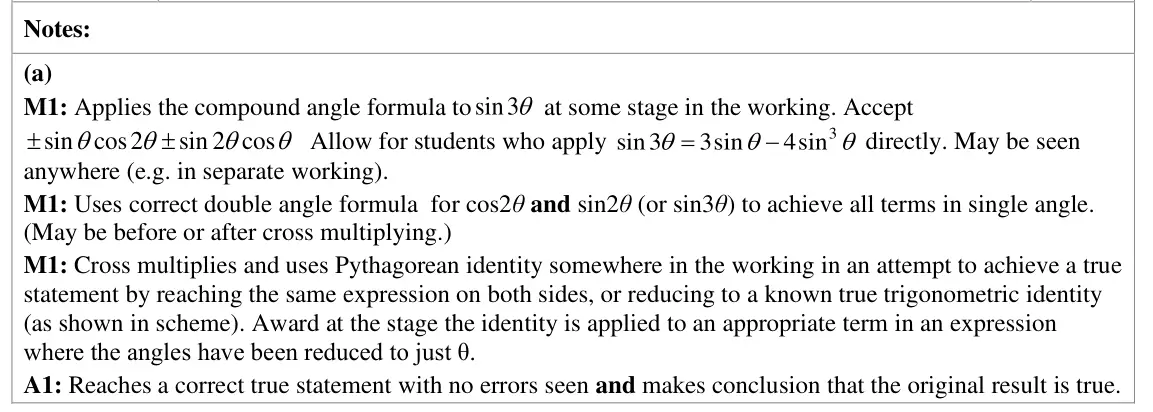 Notes:
(a)
M1: Applies the compound angle formula to sin 3θ at some stage in the working. Accept
±sin θ cos 2θ ± sin 2θ cos θ Allow for students who apply sin 3θ = 3sin θ − 4sin³ θ directly. May be seen
anywhere (e.g. in separate working).
M1: Uses correct double angle formula for cos2θ and sin2θ (or sin3θ) to achieve all terms in single angle.
(May be before or after cross multiplying.)
M1: Cross multiplies and uses Pythagorean identity somewhere in the working in an attempt to achieve a true
statement by reaching the same expression on both sides, or reducing to a known true trigonometric identity
(as shown in scheme). Award at the stage the identity is applied to an appropriate term in an expression
where the angles have been reduced to just θ.
A1: Reaches a correct true statement with no errors seen and makes conclusion that the original result is true.